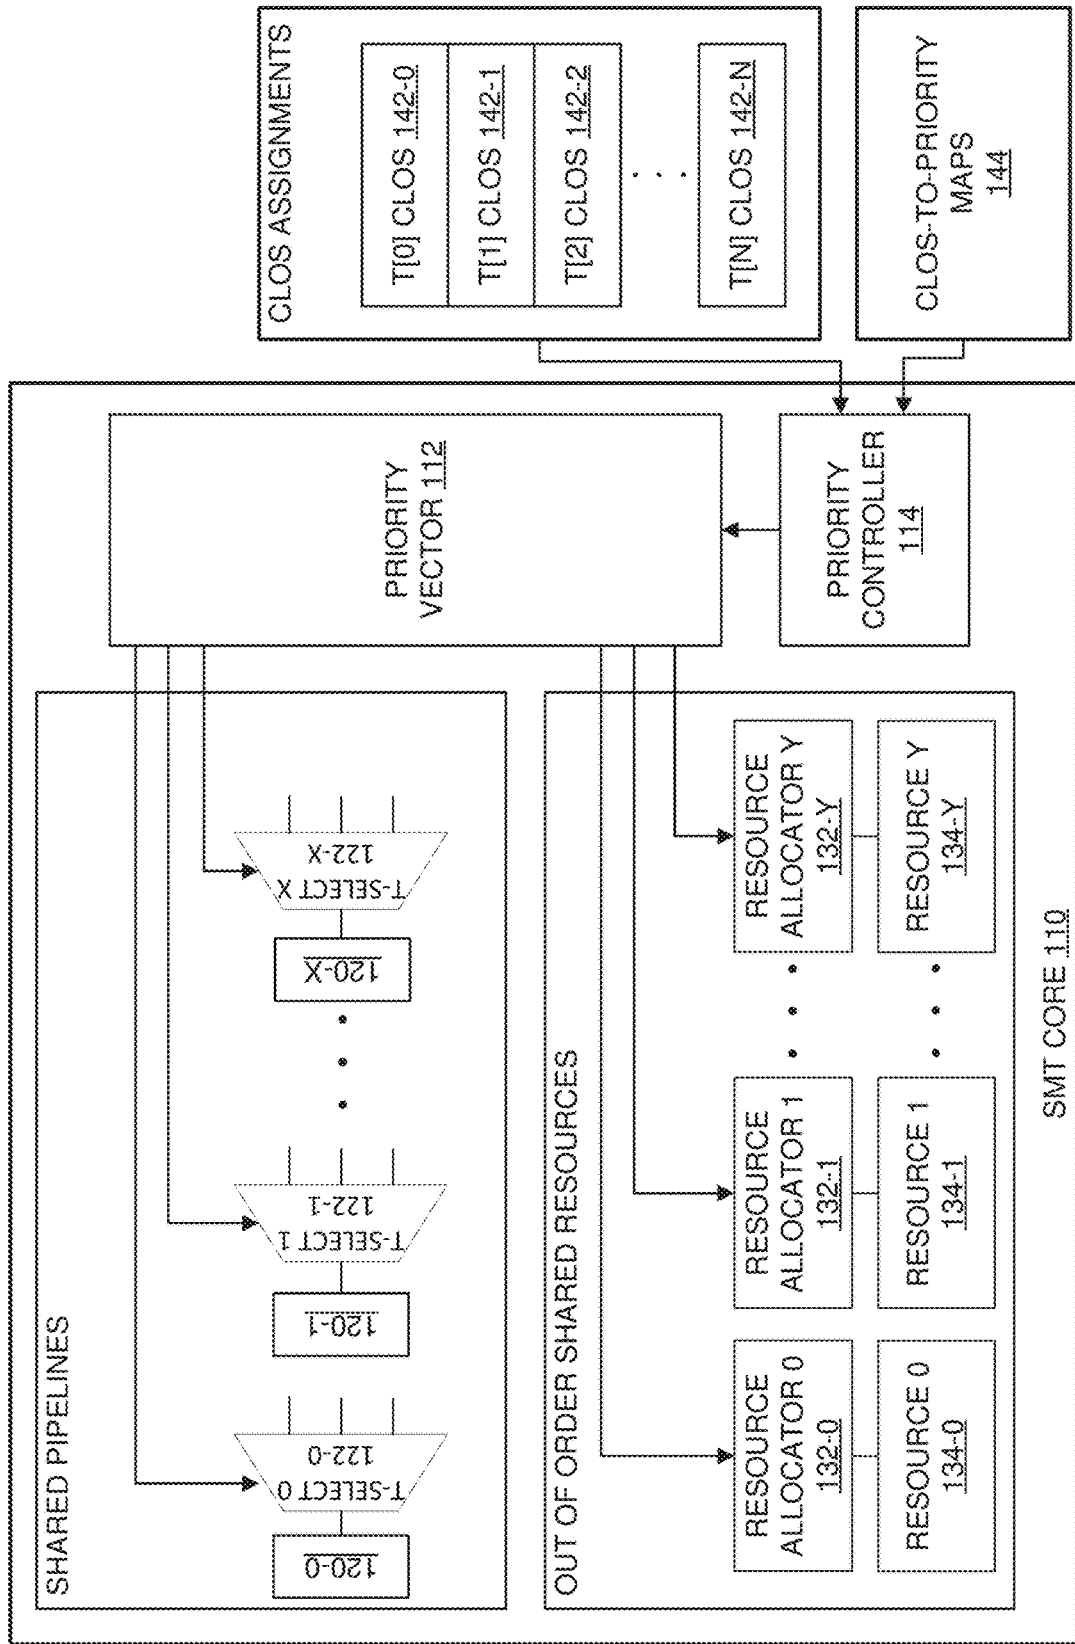 SHARED PIPELINES
120-0
T-SELECT 0
122-0
120-1
T-SELECT 1
122-1
120-X
T-SELECT X
122-X
PRIORITY
VECTOR 112
CLOS ASSIGNMENTS
T[0] CLOS 142-0
T[1] CLOS 142-1
T[2] CLOS 142-2
T[N] CLOS 142-N
OUT OF ORDER SHARED RESOURCES
RESOURCE
ALLOCATOR 0
132-0
RESOURCE 0
134-0
RESOURCE
ALLOCATOR 1
132-1
RESOURCE 1
134-1
RESOURCE
ALLOCATOR Y
132-Y
RESOURCE Y
134-Y
PRIORITY
CONTROLLER
114
CLOS-TO-PRIORITY
MAPS
144
SMT CORE 110